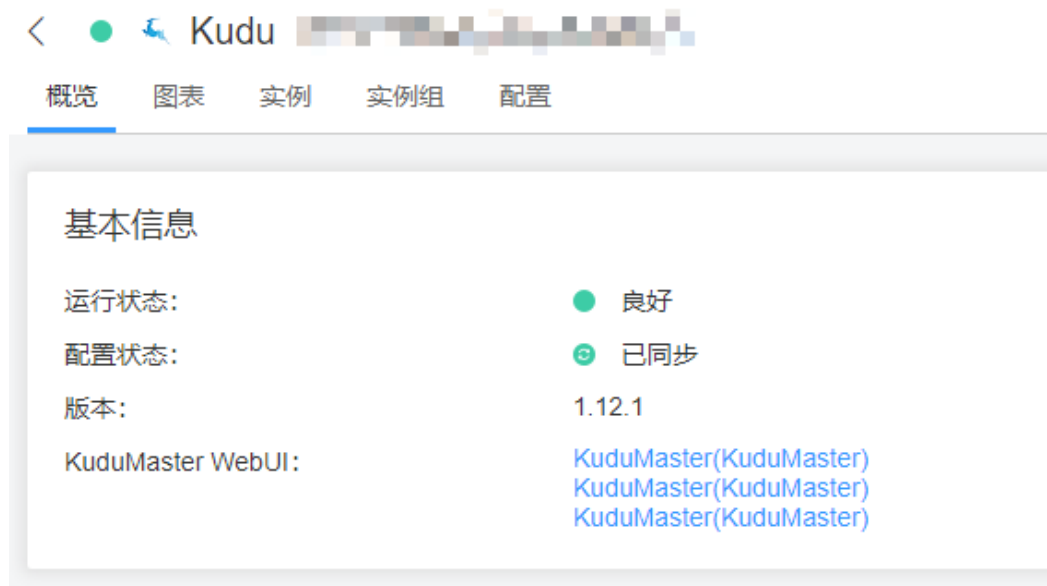 Kudu
概览 图表 实例 实例组 配置
基本信息
运行状态： 良好
配置状态： 已同步
版本： 1.12.1
KuduMaster WebUI： KuduMaster(KuduMaster)
KuduMaster(KuduMaster)
KuduMaster(KuduMaster)